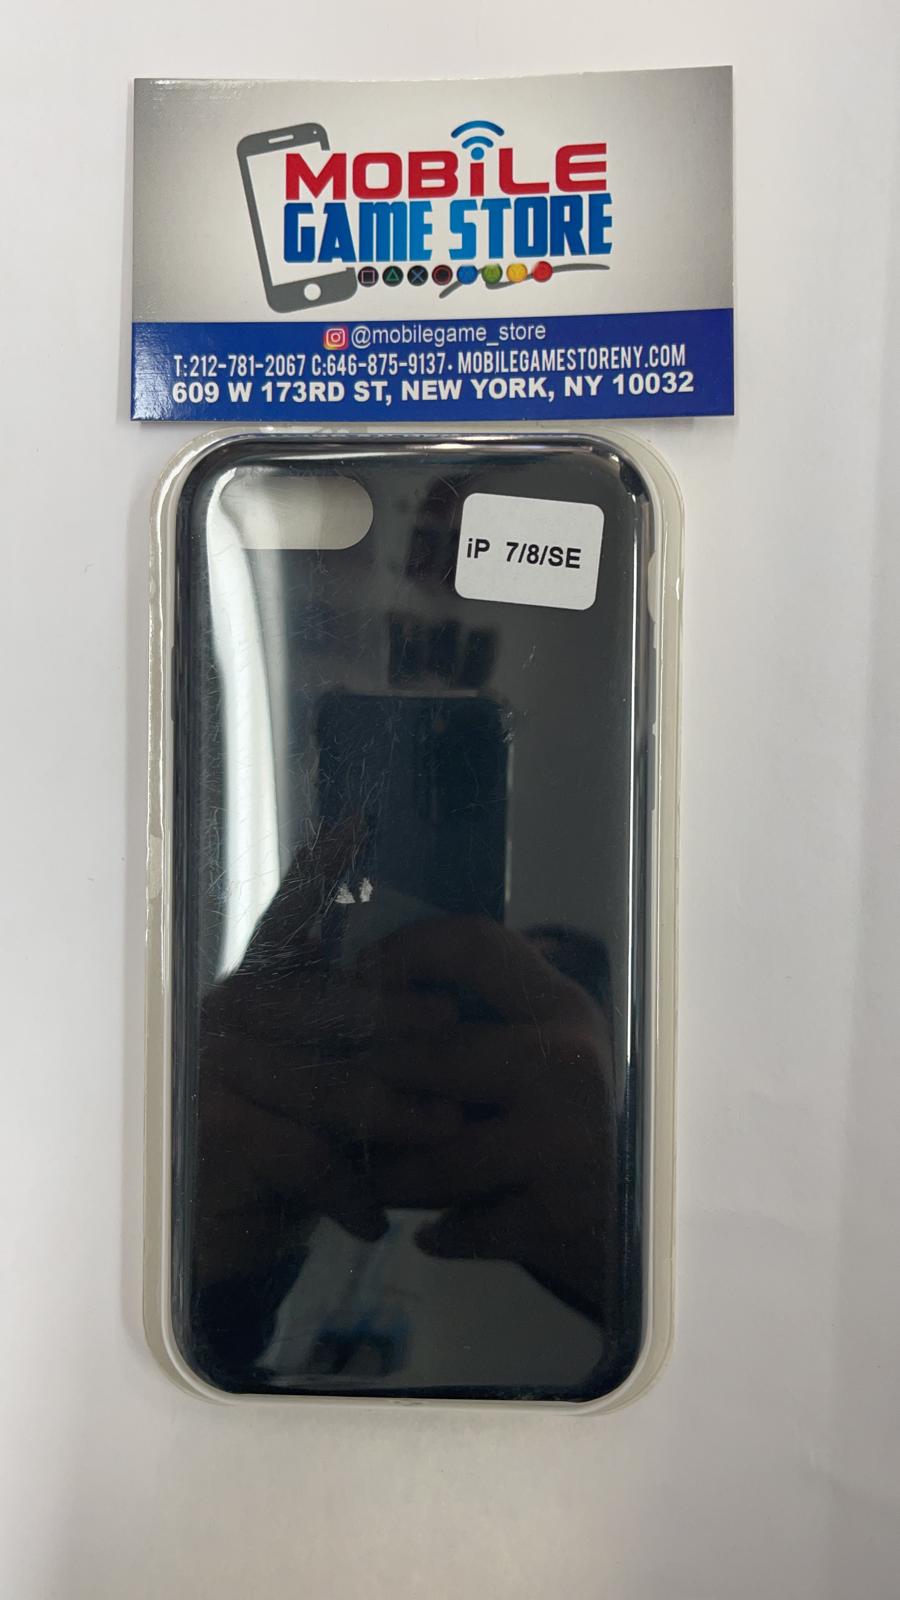 MOBiLE
GAME STORE
@mobilegame_store
T:212-781-2067 C:646-875-9137. MOBILEGAMESTORENY.COM
609 W 173RD ST, NEW YORK, NY 10032
iP 7/8/SE